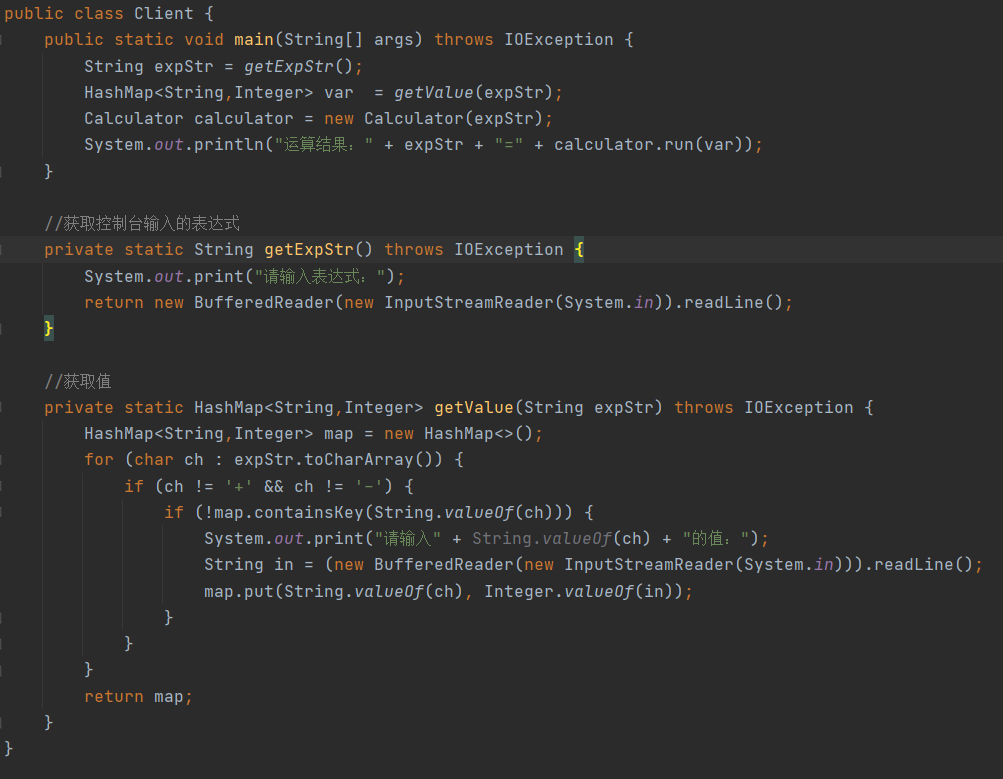 public class Client {
    public static void main(String[] args) throws IOException {
        String expStr = getExpStr();
        HashMap<String,Integer> var  = getValue(expStr);
        Calculator calculator = new Calculator(expStr);
        System.out.println("运算结果：" + expStr + "=" + calculator.run(var));
    }
    //获取控制台输入的表达式
    private static String getExpStr() throws IOException {
        System.out.print("请输入表达式：");
        return new BufferedReader(new InputStreamReader(System.in)).readLine();
    }
    //获取值
    private static HashMap<String,Integer> getValue(String expStr) throws IOException {
        HashMap<String,Integer> map = new HashMap<>();
        for (char ch : expStr.toCharArray()) {
            if (ch != '+' && ch != '-') {
                if (!map.containsKey(String.valueOf(ch))) {
                    System.out.print("请输入" + String.valueOf(ch) + "的值：");
                    String in = (new BufferedReader(new InputStreamReader(System.in))).readLine();
                    map.put(String.valueOf(ch), Integer.valueOf(in));
                }
            }
        }
        return map;
    }
}